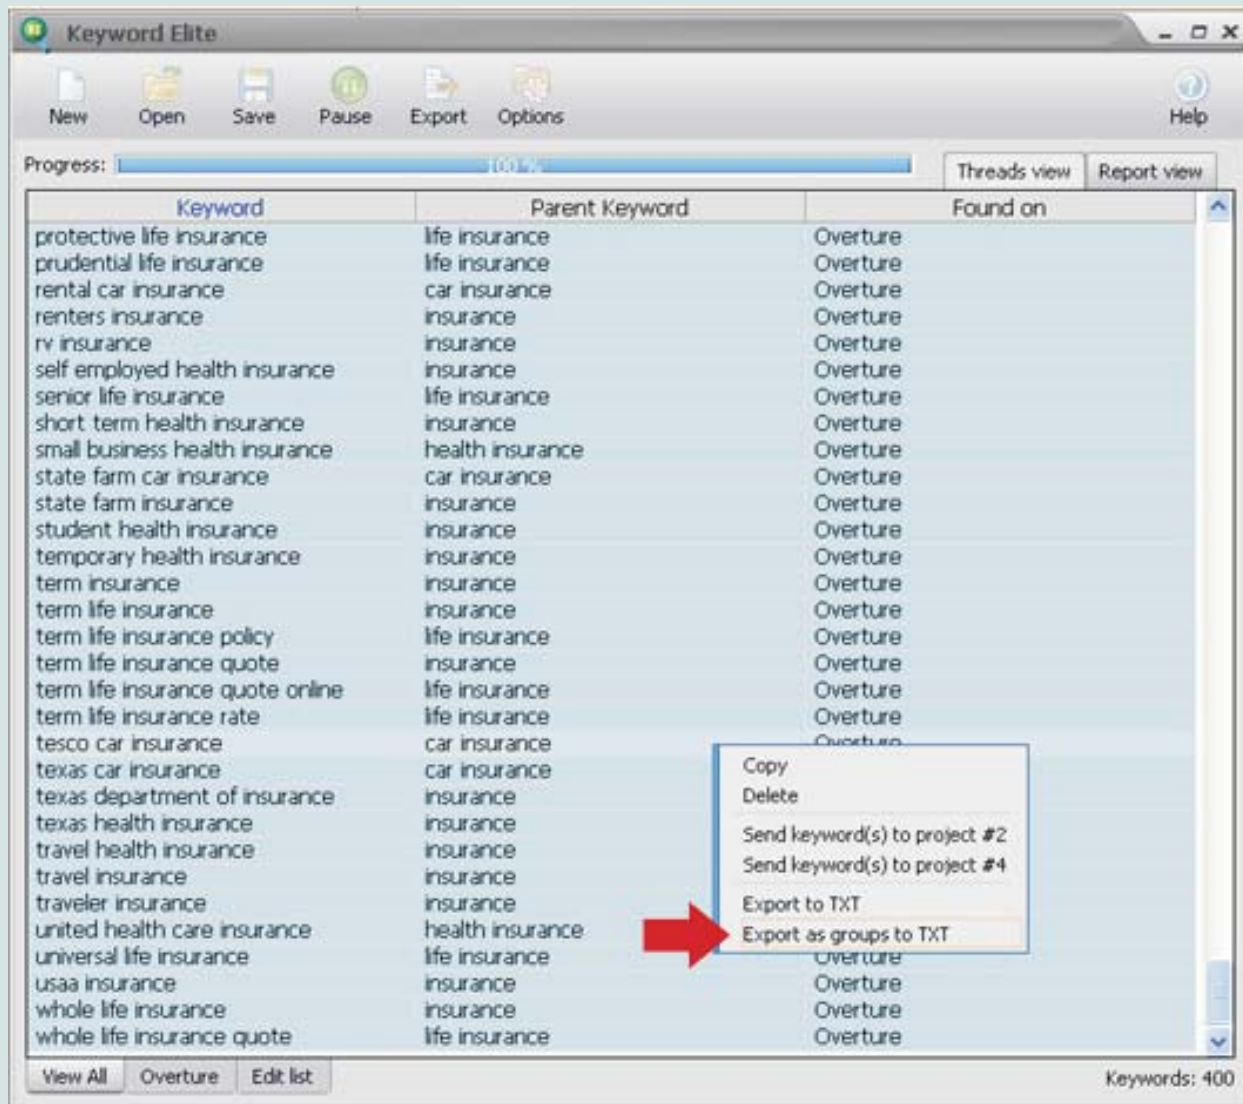 Keyword Elite
New Open Save Pause Export Options Help
Progress: 100 % Threads view Report view
Keyword Parent Keyword Found on
protective life insurance life insurance Overture
prudential life insurance life insurance Overture
rental car insurance car insurance Overture
renters insurance insurance Overture
rv insurance insurance Overture
self employed health insurance insurance Overture
senior life insurance life insurance Overture
short term health insurance insurance Overture
small business health insurance health insurance Overture
state farm car insurance car insurance Overture
state farm insurance insurance Overture
student health insurance insurance Overture
temporary health insurance insurance Overture
term insurance insurance Overture
term life insurance insurance Overture
term life insurance policy life insurance Overture
term life insurance quote insurance Overture
term life insurance quote online life insurance Overture
term life insurance rate life insurance Overture
tesco car insurance car insurance Overture
texas car insurance car insurance Copy
texas department of insurance insurance Delete
texas health insurance insurance Send keyword(s) to project #2
travel health insurance insurance Send keyword(s) to project #4
travel insurance insurance
traveler insurance insurance Export to TXT
united health care insurance health insurance Export as groups to TXT
universal life insurance life insurance Overture
usaa insurance insurance Overture
whole life insurance insurance Overture
whole life insurance quote life insurance Overture
View All Overture Edit list Keywords: 400